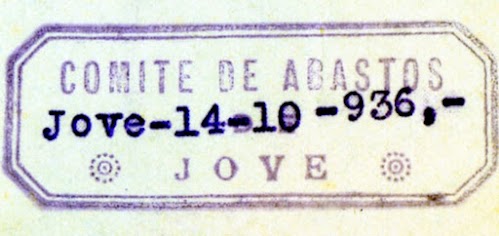 COMITE DE ABASTOS
Jove-14-10-936,-
JOVE